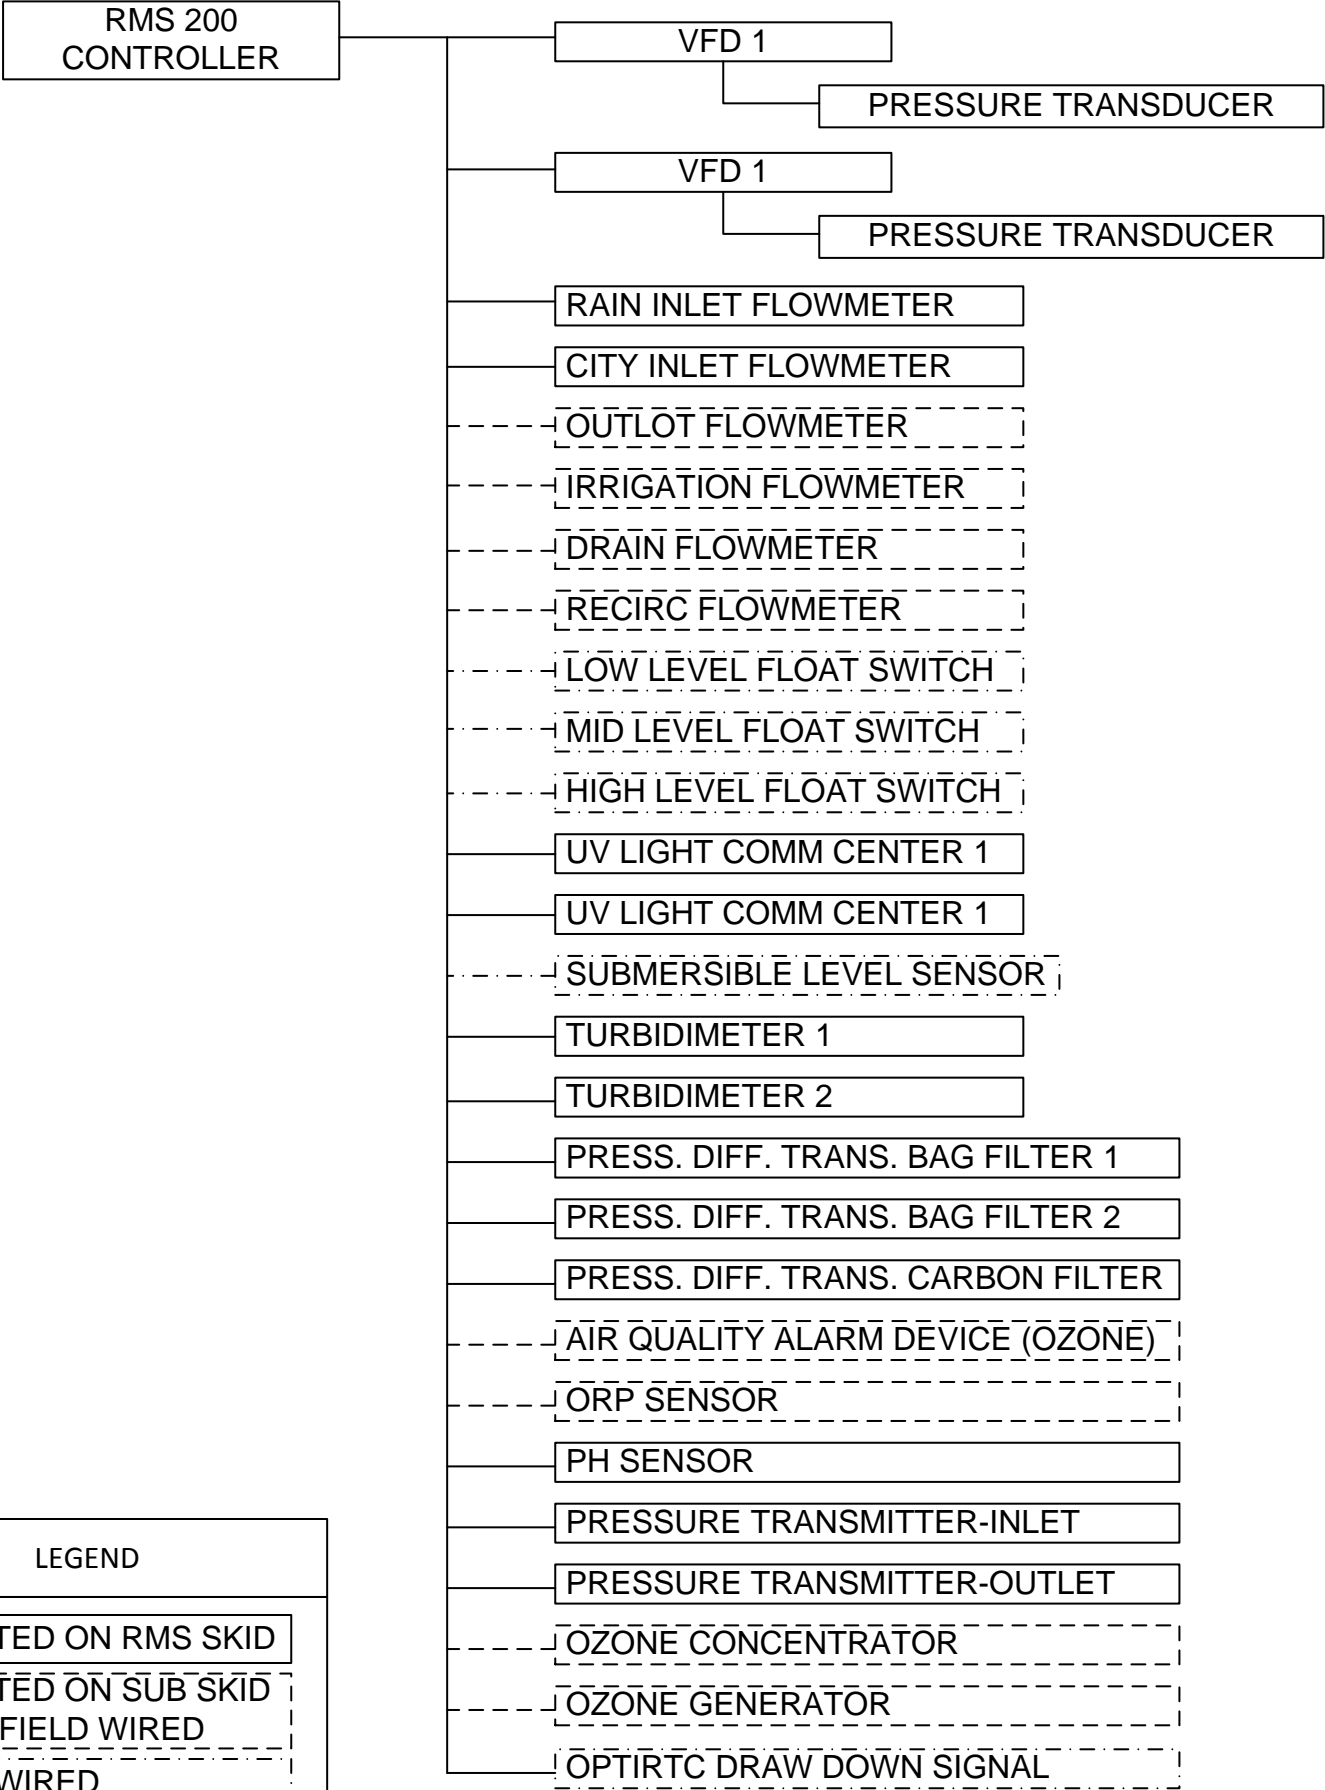 RMS 200
CONTROLLER
VFD 1
PRESSURE TRANSDUCER
VFD 1
PRESSURE TRANSDUCER
RAIN INLET FLOWMETER
CITY INLET FLOWMETER
OUTLOT FLOWMETER
IRRIGATION FLOWMETER
DRAIN FLOWMETER
RECIRC FLOWMETER
LOW LEVEL FLOAT SWITCH
MID LEVEL FLOAT SWITCH
HIGH LEVEL FLOAT SWITCH
UV LIGHT COMM CENTER 1
UV LIGHT COMM CENTER 1
SUBMERSIBLE LEVEL SENSOR
TURBIDIMETER 1
TURBIDIMETER 2
PRESS. DIFF. TRANS. BAG FILTER 1
PRESS. DIFF. TRANS. BAG FILTER 2
PRESS. DIFF. TRANS. CARBON FILTER
AIR QUALITY ALARM DEVICE (OZONE)
ORP SENSOR
PH SENSOR
PRESSURE TRANSMITTER-INLET
PRESSURE TRANSMITTER-OUTLET
OZONE CONCENTRATOR
OZONE GENERATOR
OPTIRTC DRAW DOWN SIGNAL
LEGEND
TED ON RMS SKID
TED ON SUB SKID
FIELD WIRED
WIRED